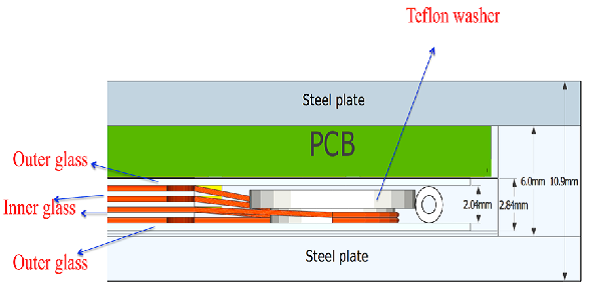 Teflon washer
Steel plate
PCB
Outer glass
Inner glass
Outer glass
2.04mm
2.84mm
6.0mm
10.9mm
Steel plate